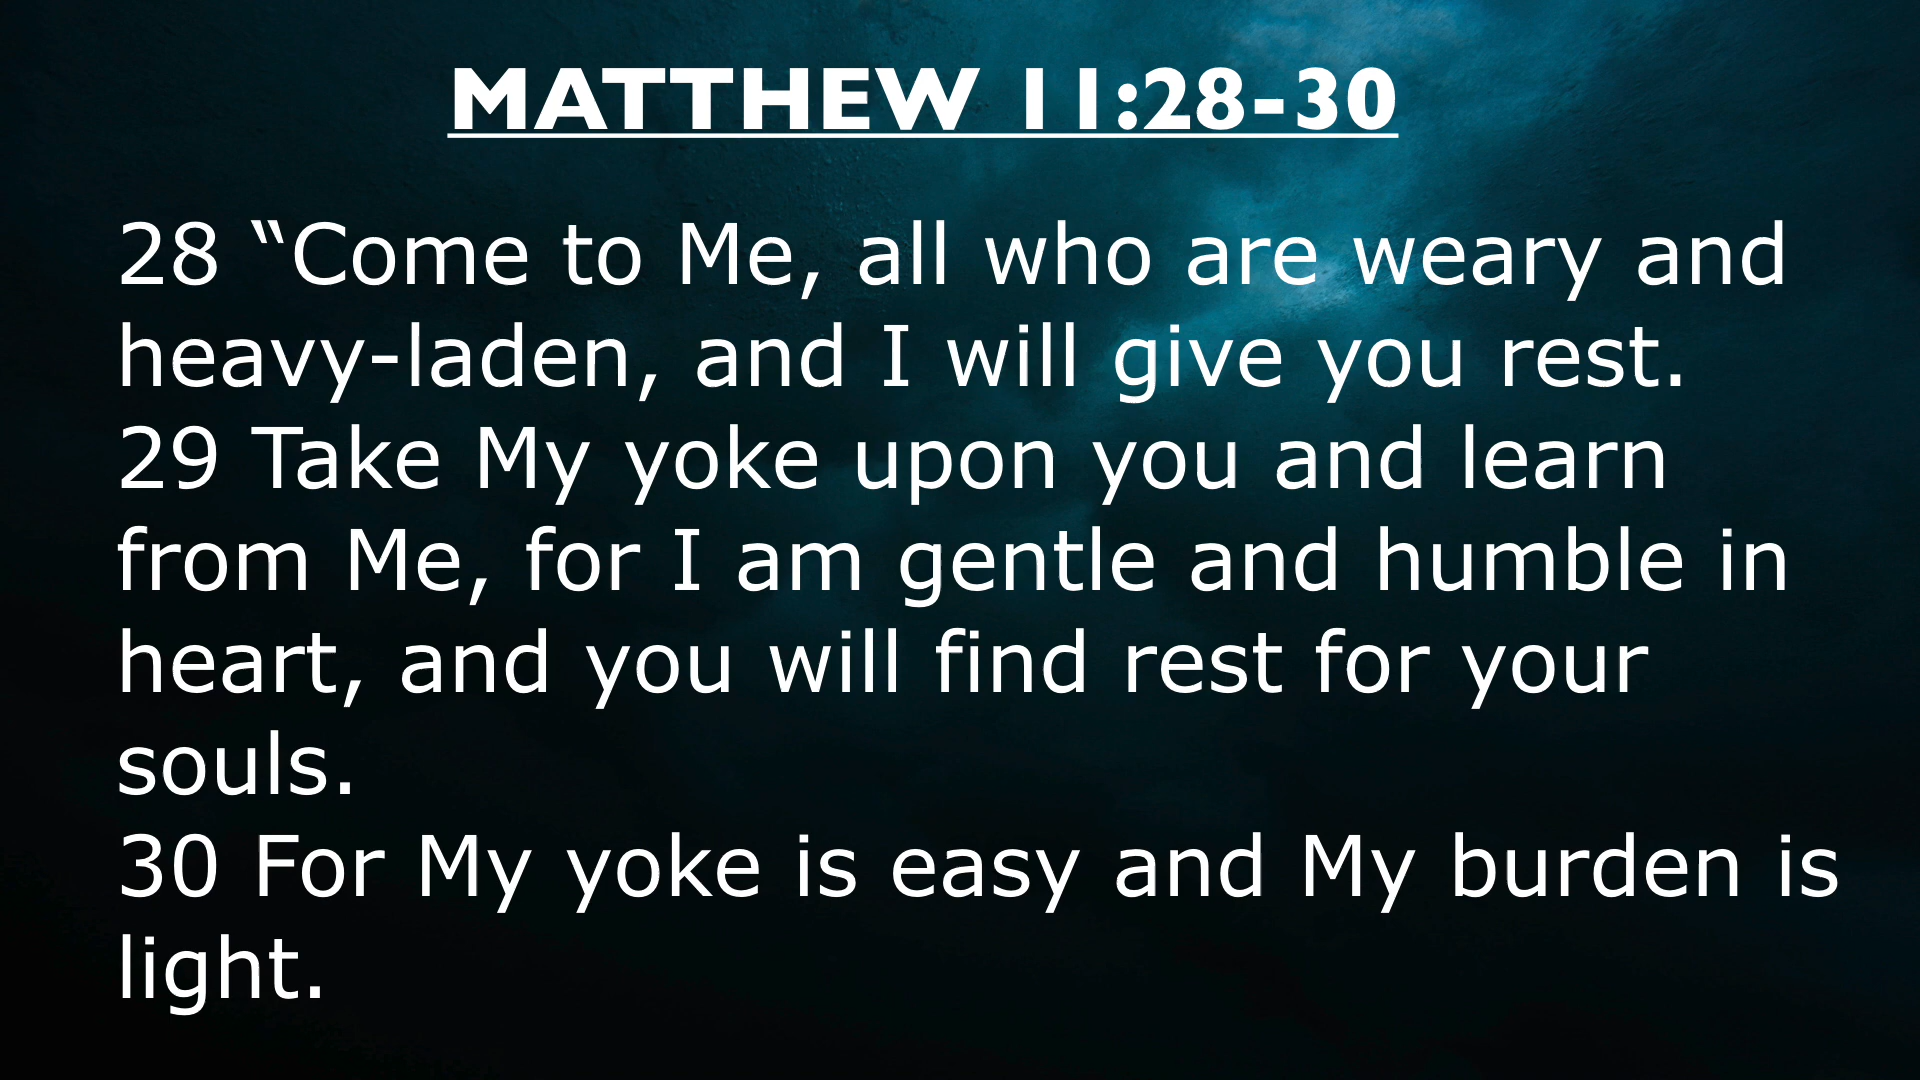 MATTHEW 11:28-30
28 “Come to Me, all who are weary and
heavy-laden, and I will give you rest.
29 Take My yoke upon you and learn
from Me, for I am gentle and humble in
heart, and you will find rest for your
souls.
30 For My yoke is easy and My burden is
light.